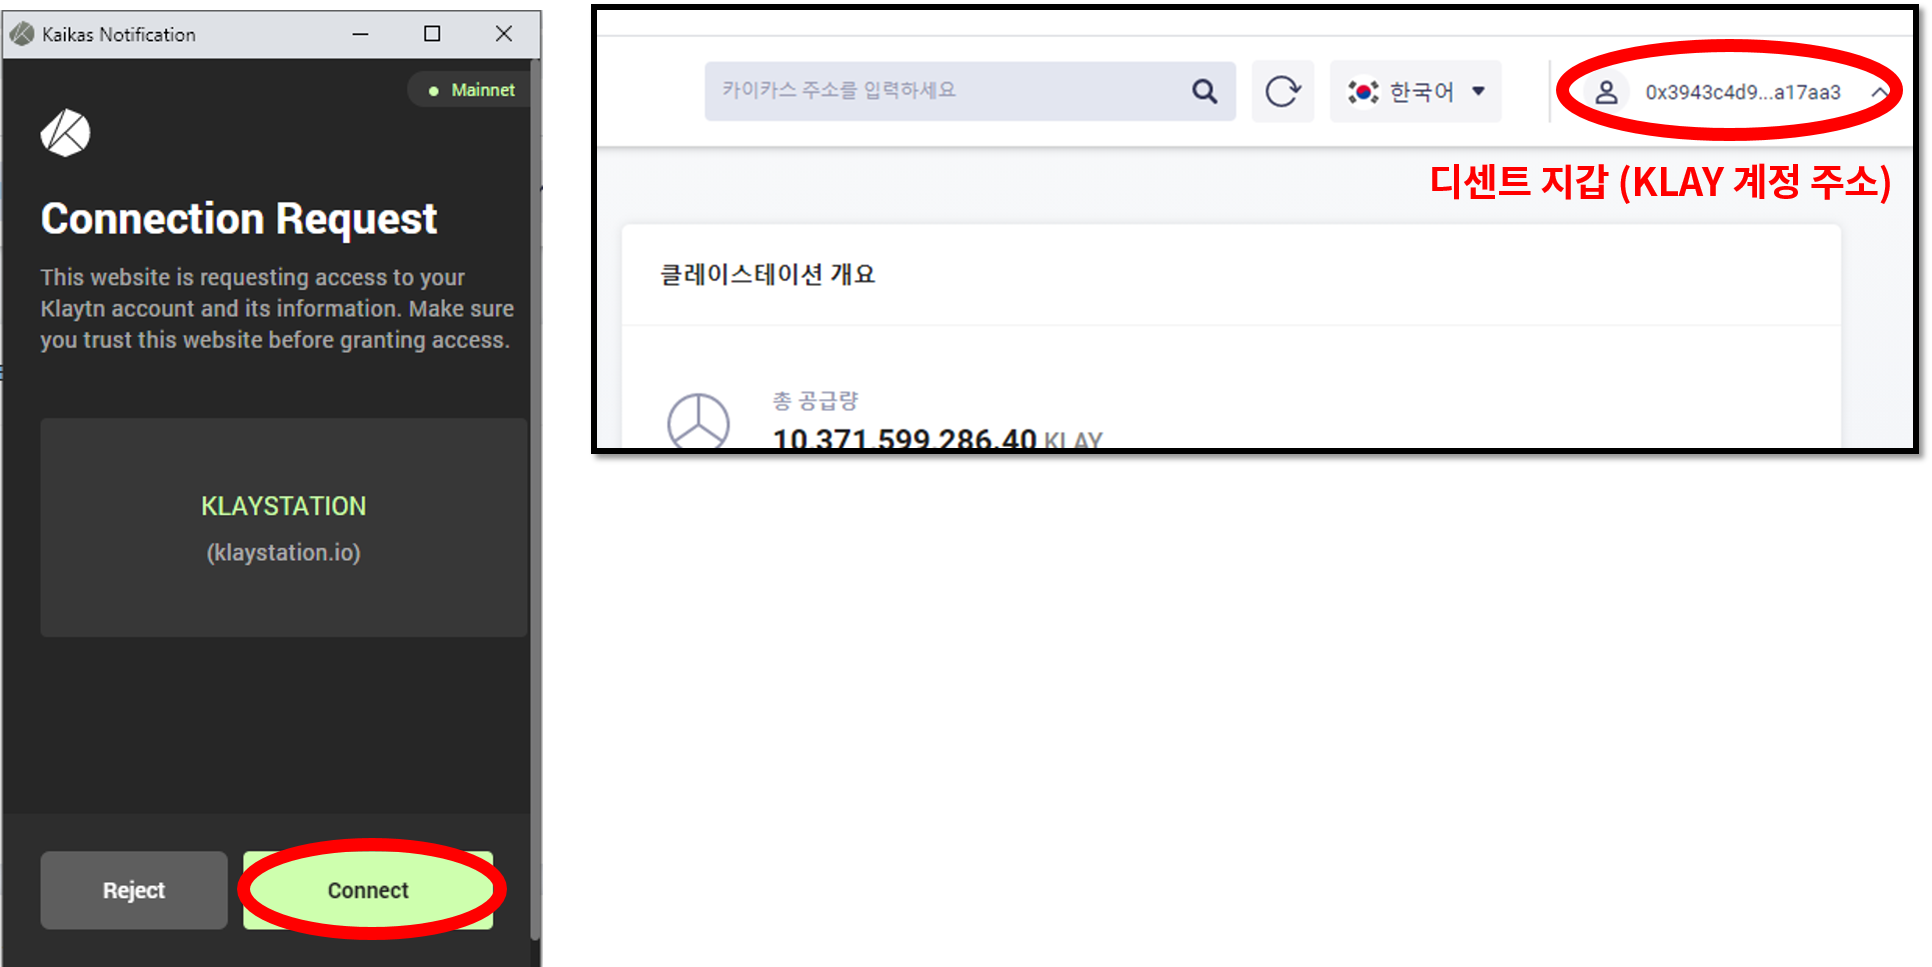 Kaikas Notification
Mainnet
Connection Request
This website is requesting access to your
Klaytn account and its information. Make sure
you trust this website before granting access.
KLAYSTATION
(klaystation.io)
Reject
Connect
카이카스 주소를 입력하세요
한국어
0x3943c4d9...a17aa3
디센트 지갑 (KLAY 계정 주소)
클레이스테이션 개요
총 공급량
10,371,599,286.40 KLAY